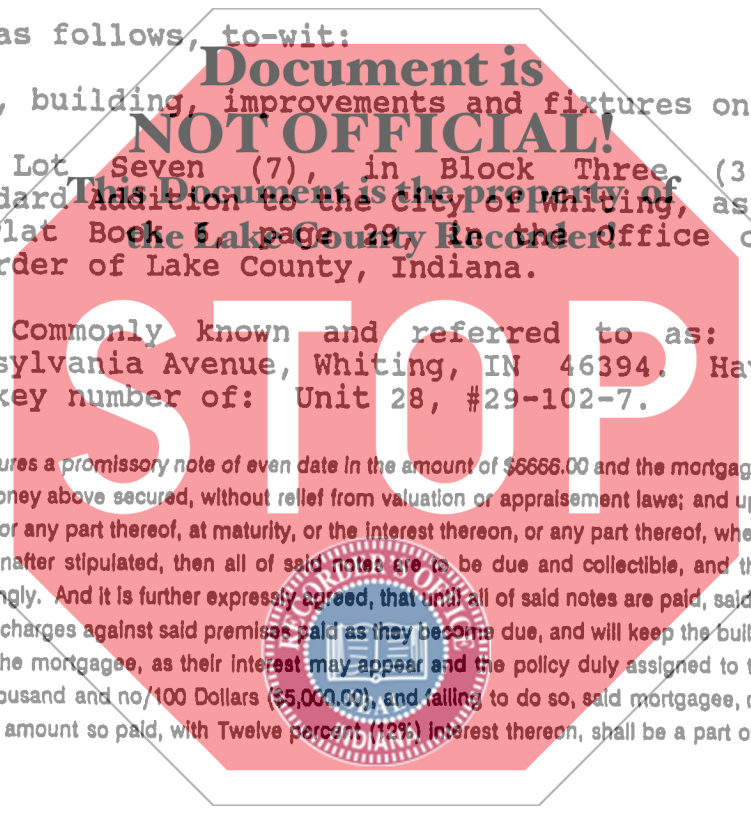 as follows, to-wit:
Document is
, building, improvements and fixtures on
NOT OFFICIAL!
Lot Seven (7), in Block Three (3
This Document is the property of
dard Addition to the City of Whiting, as
the Lake County Recorder!
lat Book 6, page 29, in the Office o
rder of Lake County, Indiana.
STOP
Commonly known and referred to as:
sylvania Avenue, Whiting, IN 46394. Hav
key number of: Unit 28, #29-102-7.
ures a promissory note of even date in the amount of $6666.00 and the mortgag
oney above secured, without relief from valuation or appraisement laws; and up
or any part thereof, at maturity, or the interest thereon, or any part thereof, whe
nafter stipulated, then all of said notes are to be due and collectible, and th
ngly. And it is further expressly agreed, that until all of said notes are paid, said
charges against said premises paid as they become due, and will keep the buil
he mortgagee, as their interest may appear and the policy duly assigned to t
ousand and no/100 Dollars ($5,000.00), and failing to do so, said mortgagee,
amount so paid, with Twelve percent (12%) interest thereon, shall be a part o
RECORDER'S OFFICE
INDIANA